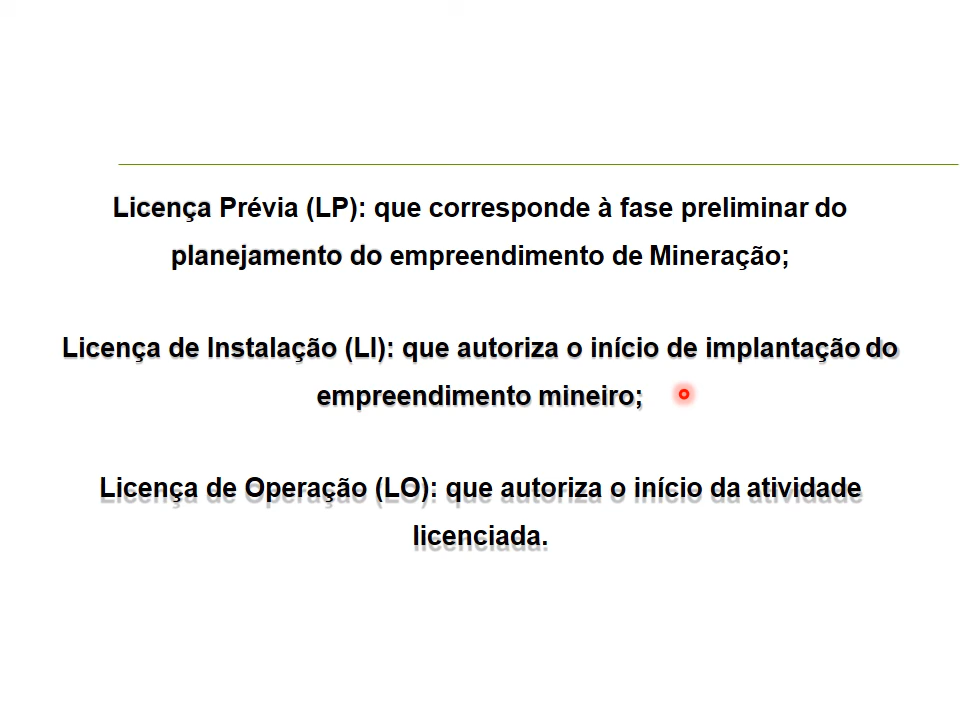 Licença Prévia (LP): que corresponde à fase preliminar do
planejamento do empreendimento de Mineração;
Licença de Instalação (LI): que autoriza o início de implantação do
empreendimento mineiro;
Licença de Operação (LO): que autoriza o início da atividade
licenciada.